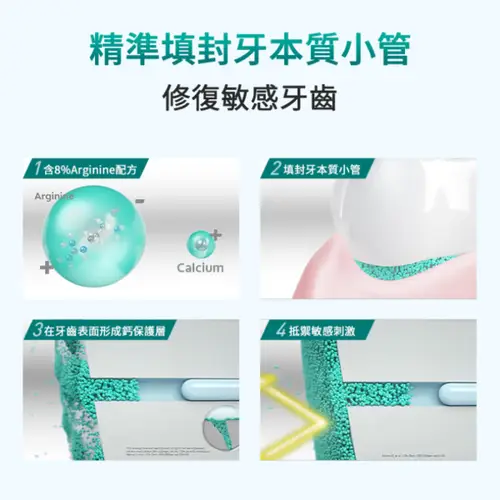 精準填封牙本質小管
修復敏感牙齒
1 含8%Arginine配方
Arginine
Calcium
2 填封牙本質小管
3 在牙齒表面形成鈣保護層
4 抵禦敏感刺激